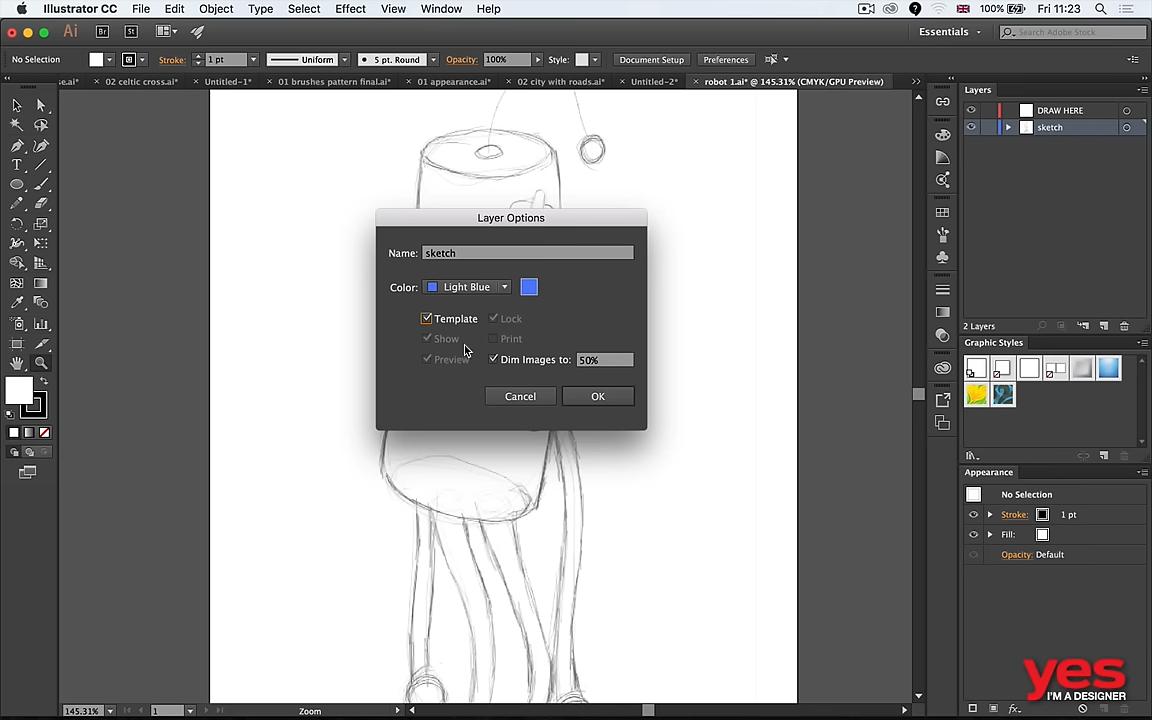 Illustrator CC File Edit Object Type Select Effect View Window Help 100% Fri 11:23
Ai Br St Essentials Search Adobe Stock
No Selection Stroke: 1 pt Uniform 5 pt. Round Opacity: 100% Style: Document Setup Preferences
se.ai* × 02 celtic cross.ai* × Untitled-1* × 01 brushes pattern final.ai* × 01 appearance.ai* × 02 city with roads.ai* × Untitled-2* × robot 1.ai* @ 145.31% (CMYK/GPU Preview)
Layers
DRAW HERE
sketch
Layer Options
Name: sketch
Color: Light Blue
Template Lock
Show Print
Preview Dim Images to: 50%
Cancel OK
2 Layers
Graphic Styles
Appearance
No Selection
Stroke: 1 pt
Fill:
Opacity: Default
145.31% 1 Zoom
yes
I'M A DESIGNER